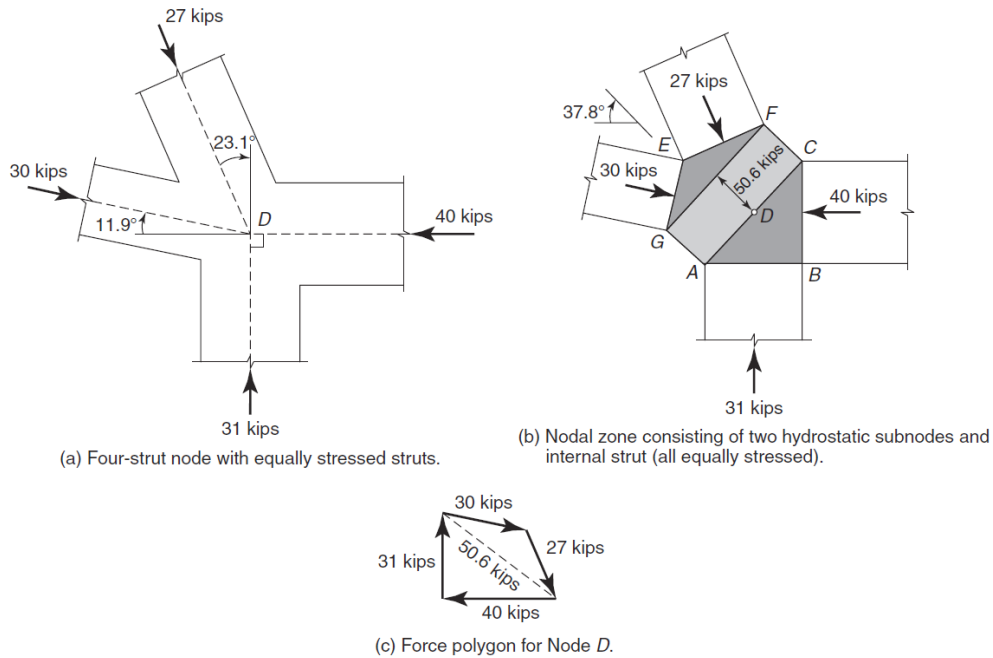 27 kips
23.1°
30 kips
11.9°
D
40 kips
31 kips
(a) Four-strut node with equally stressed struts.
27 kips
37.8°
F
E
C
30 kips
50.6 kips
40 kips
D
G
A
B
31 kips
(b) Nodal zone consisting of two hydrostatic subnodes and
internal strut (all equally stressed).
30 kips
27 kips
31 kips
50.6 kips
40 kips
(c) Force polygon for Node D.